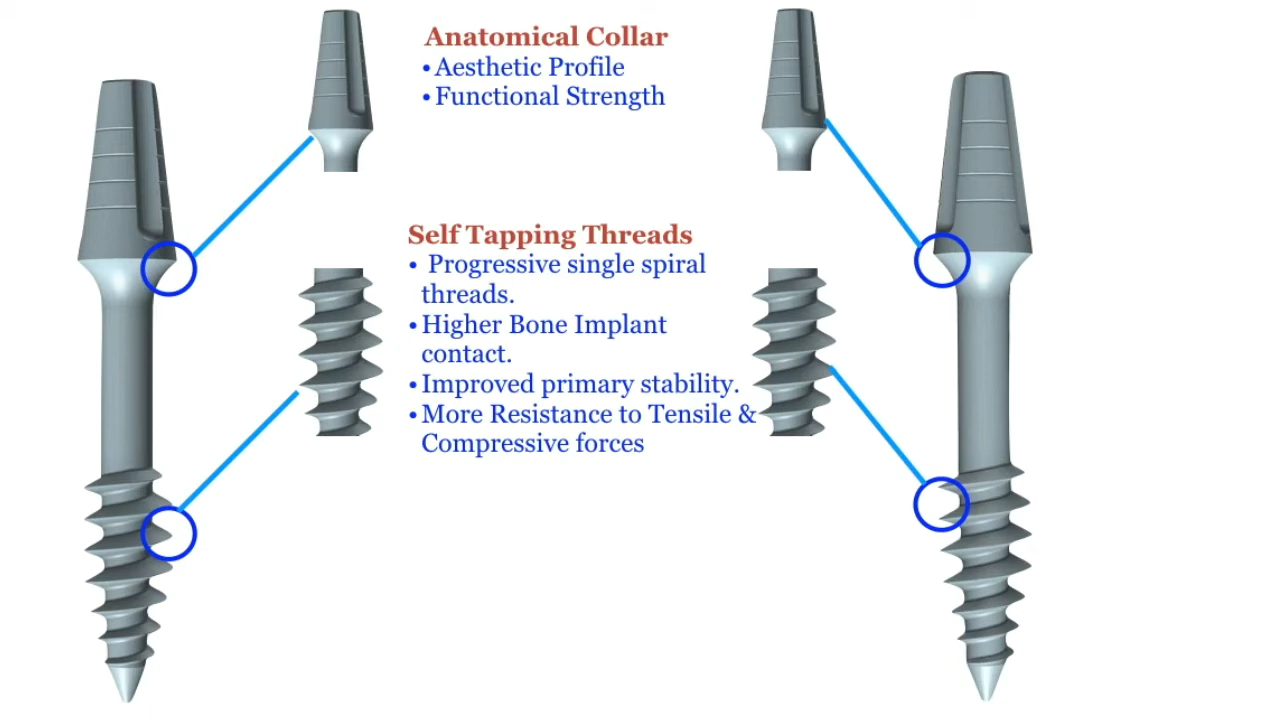 Anatomical Collar
• Aesthetic Profile
• Functional Strength
Self Tapping Threads
• Progressive single spiral
threads.
• Higher Bone Implant
contact.
• Improved primary stability.
• More Resistance to Tensile &
Compressive forces